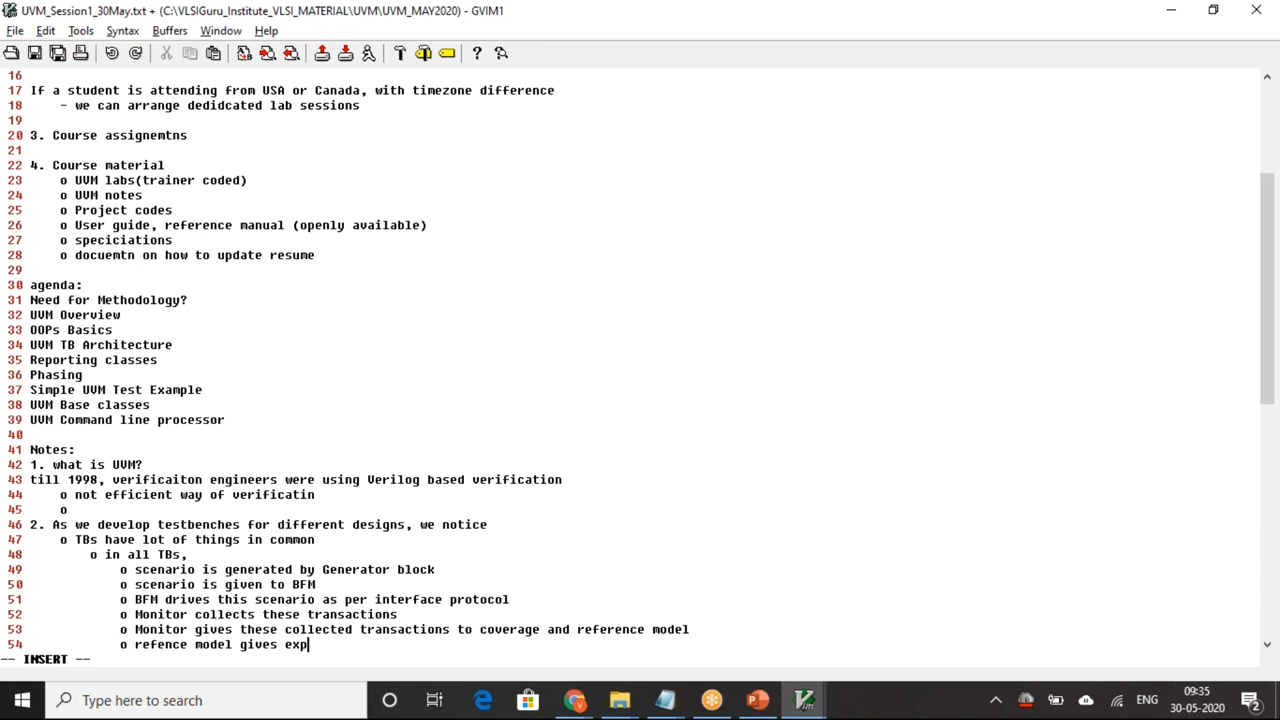 UVM_Session1_30May.txt + (C:\VLSIGuru_Institute_VLSI_MATERIAL\UVM\UVM_MAY2020) - GVIM1
File Edit Tools Syntax Buffers Window Help
16
17 If a student is attending from USA or Canada, with timezone difference
18 - we can arrange dedidcated lab sessions
19
20 3. Course assignemtns
21
22 4. Course material
23 o UVM labs(trainer coded)
24 o UVM notes
25 o Project codes
26 o User guide, reference manual (openly available)
27 o speciciations
28 o docuemtn on how to update resume
29
30 agenda:
31 Need for Methodology?
32 UVM Overview
33 OOPs Basics
34 UVM TB Architecture
35 Reporting classes
36 Phasing
37 Simple UVM Test Example
38 UVM Base classes
39 UVM Command line processor
40
41 Notes:
42 1. what is UVM?
43 till 1998, verificaiton engineers were using Verilog based verification
44 o not efficient way of verificatin
45 o
46 2. As we develop testbenches for different designs, we notice
47 o TBs have lot of things in common
48 o in all TBs,
49 o scenario is generated by Generator block
50 o scenario is given to BFM
51 o BFM drives this scenario as per interface protocol
52 o Monitor collects these transactions
53 o Monitor gives these collected transactions to coverage and reference model
54 o refence model gives exp
-- INSERT --
Type here to search
ENG
09:35
30-05-2020
2